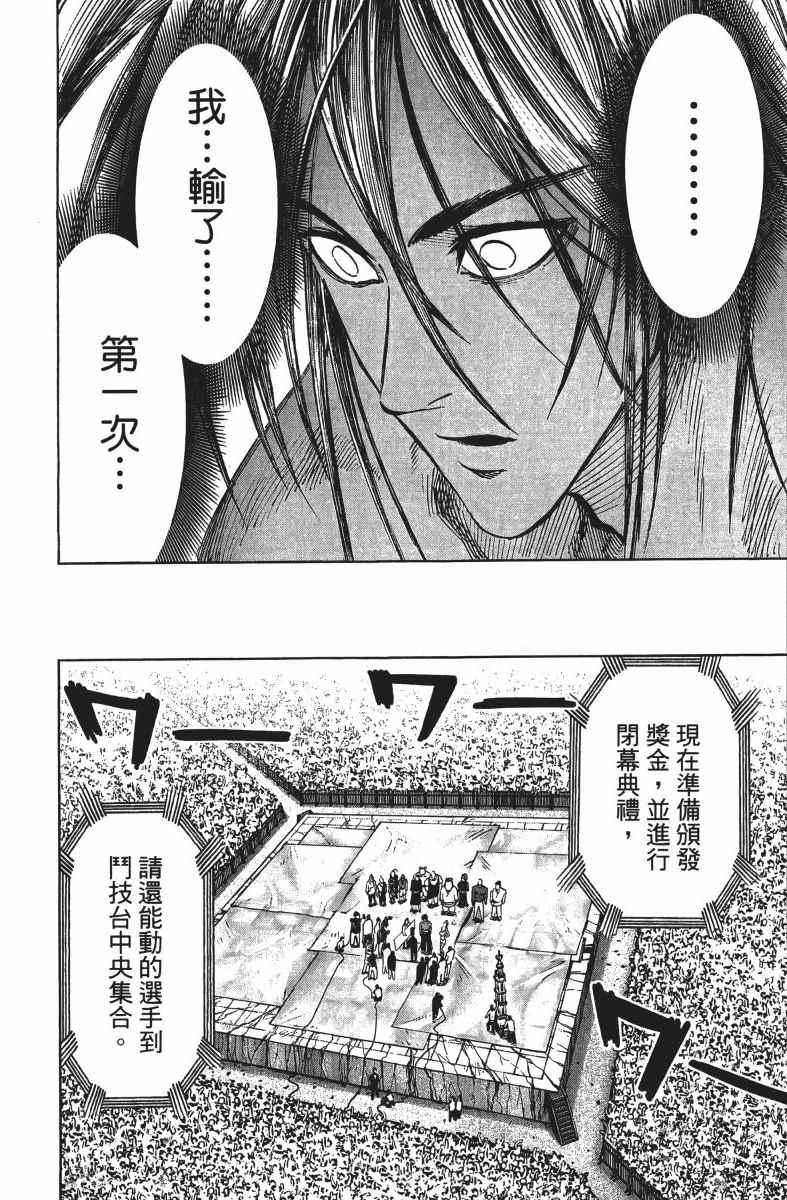 ………
我…輸了……
第一次…
現在準備頒發
獎金，並進行
閉幕典禮，
請還能動的選手到
鬥技台中央集合。
ワー
ワー
ワー